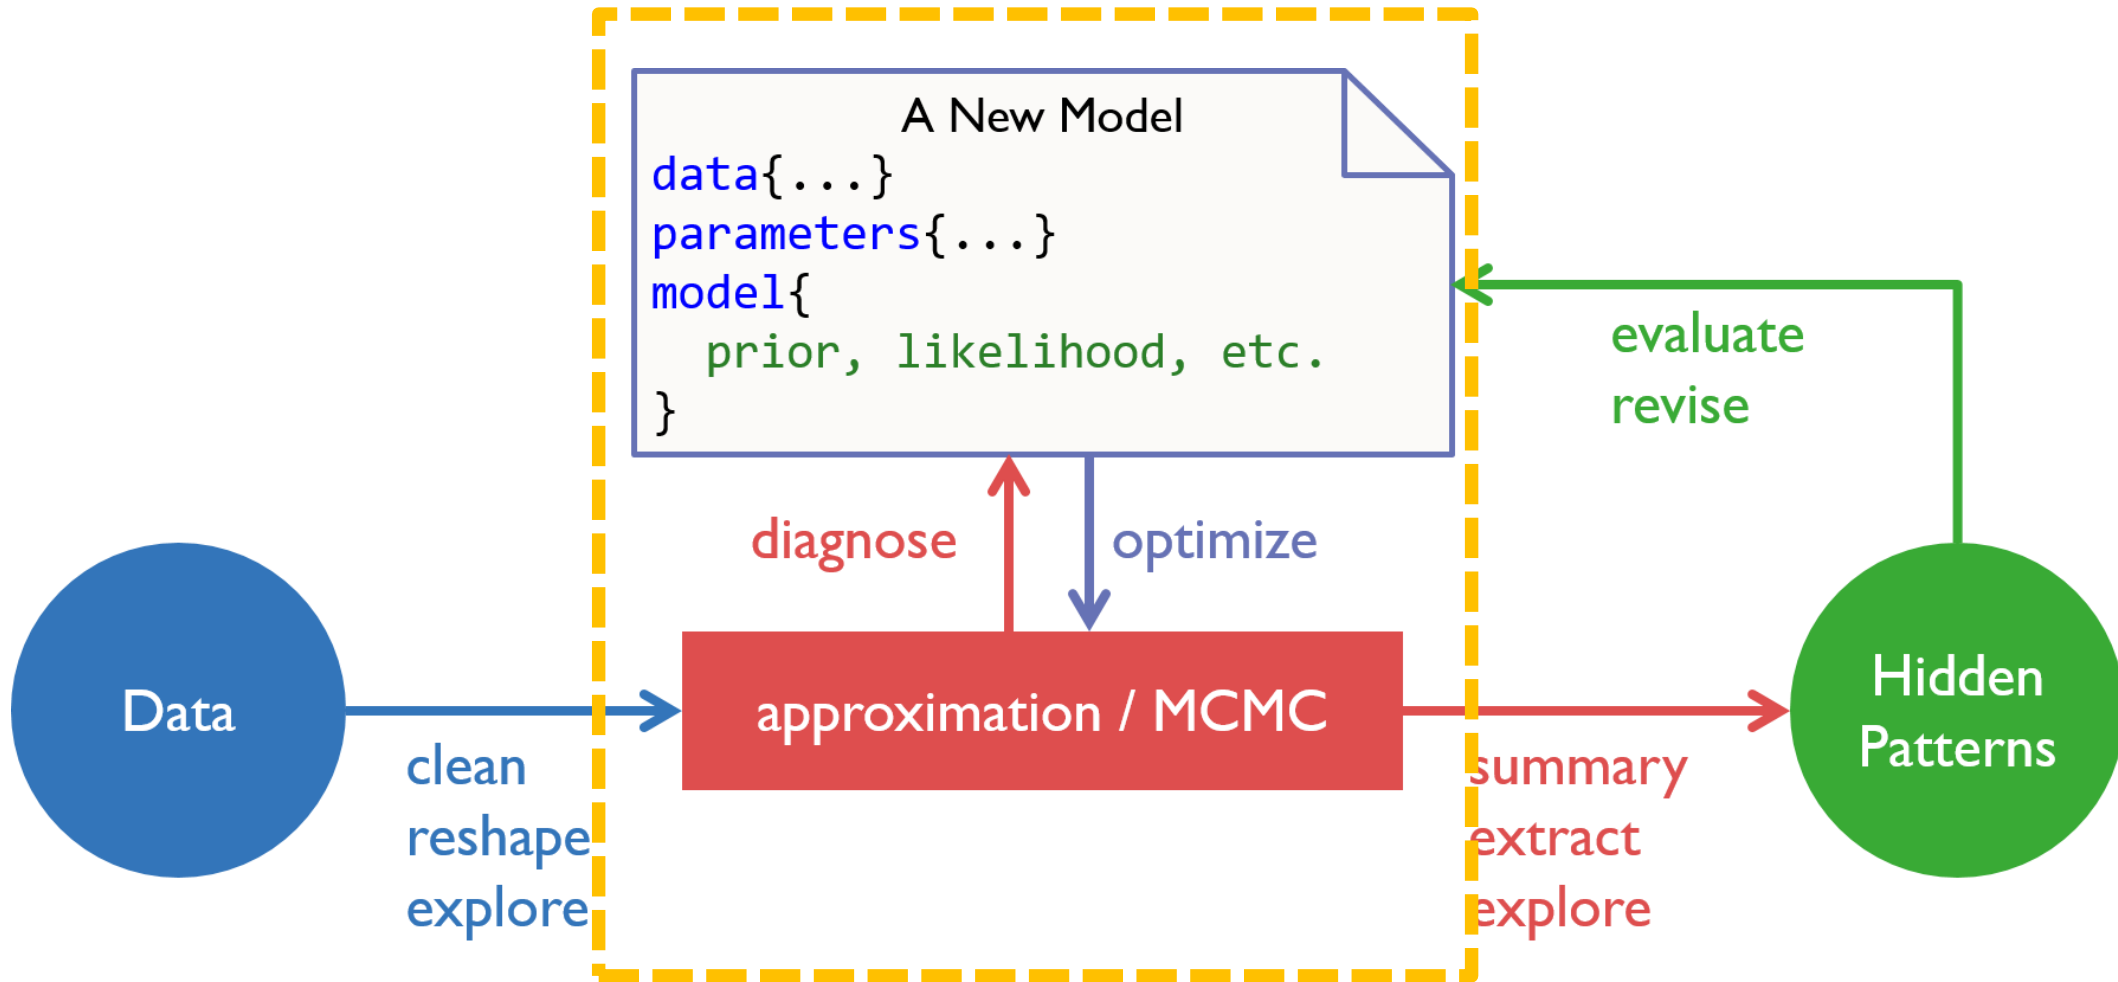 A New Model
data{...}
parameters{...}
model{
prior, likelihood, etc.
}
evaluate
revise
diagnose
optimize
Data
approximation / MCMC
Hidden
Patterns
clean
reshape
explore
summary
extract
explore